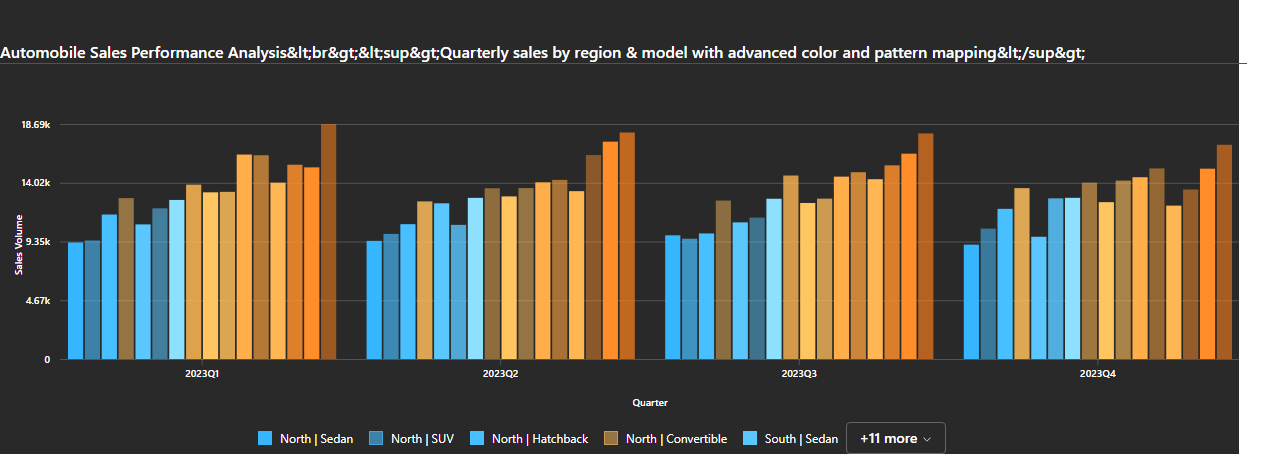 Automobile Sales Performance Analysis&lt;br&gt;&lt;sup&gt;Quarterly sales by region & model with advanced color and pattern mapping&lt;/sup&gt;
18.69k
14.02k
9.35k
4.67k
0
Sales Volume
2023Q1 2023Q2 2023Q3 2023Q4
Quarter
North | Sedan North | SUV North | Hatchback North | Convertible South | Sedan +11 more